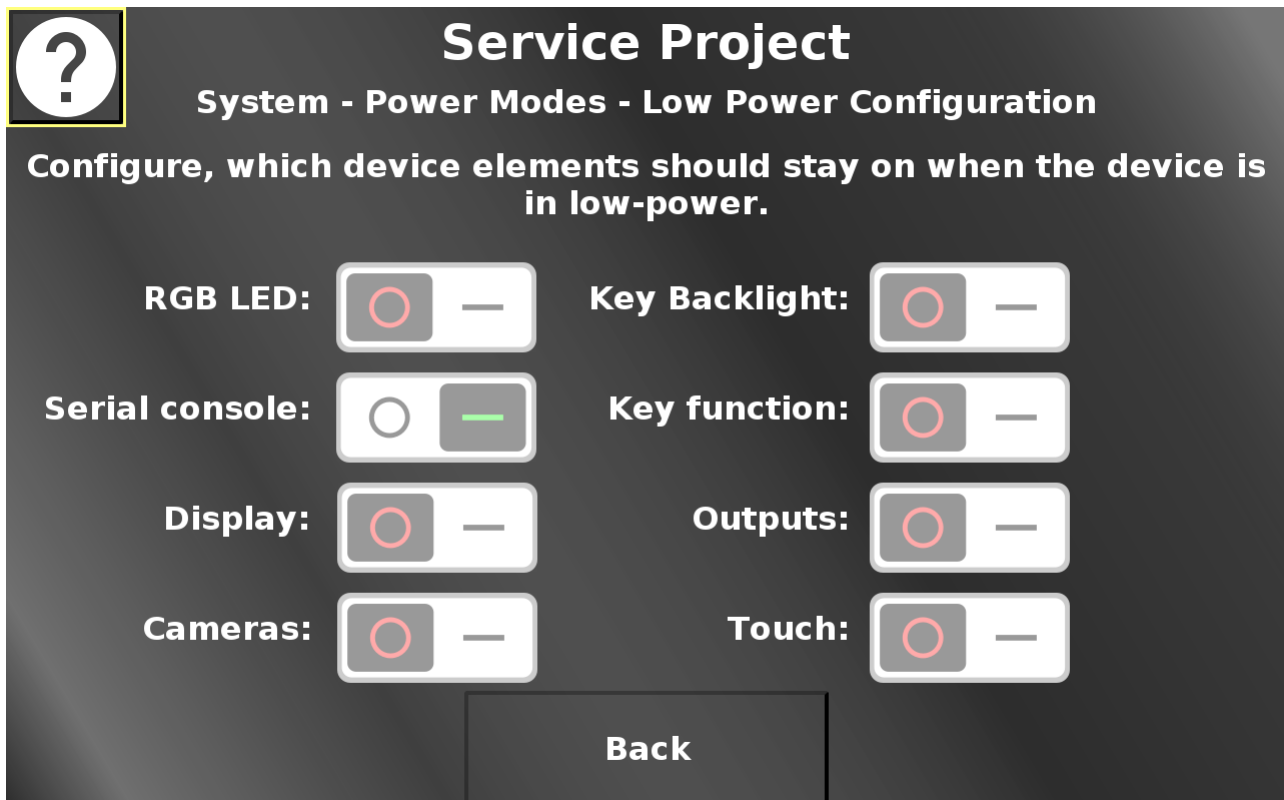 ?
Service Project
System - Power Modes - Low Power Configuration
Configure, which device elements should stay on when the device is
in low-power.
RGB LED:
Key Backlight:
Serial console:
Key function:
Display:
Outputs:
Cameras:
Touch:
Back